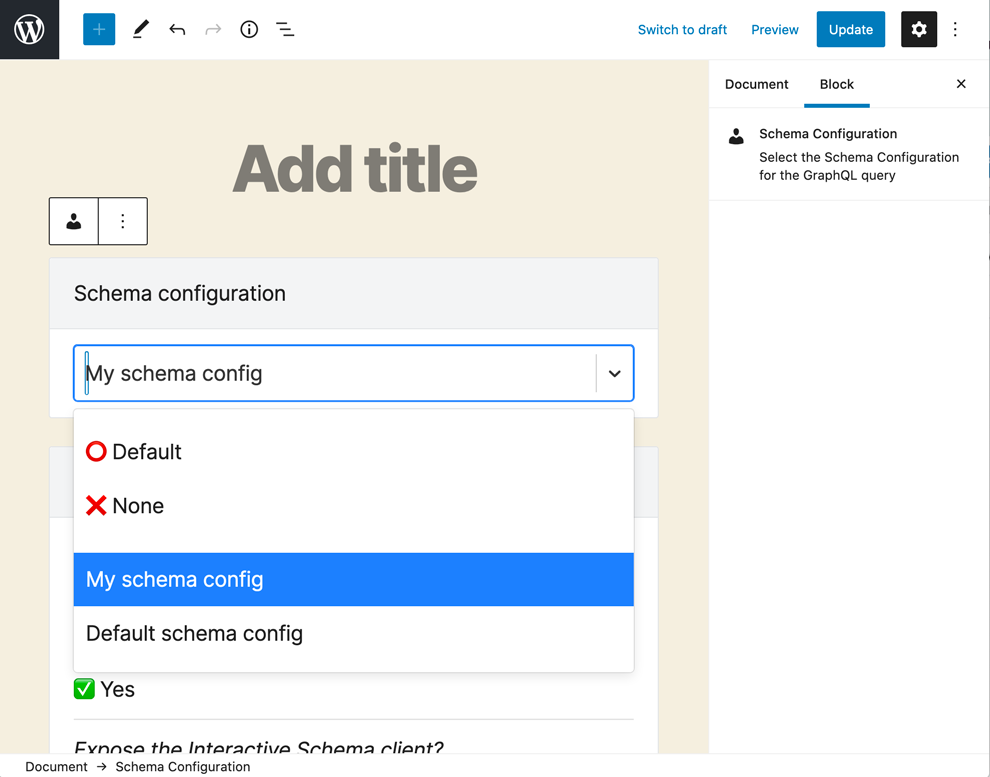 Switch to draft
Preview
Update
Document
Block
Schema Configuration
Select the Schema Configuration
for the GraphQL query
Add title
Schema configuration
My schema config
Default
None
My schema config
Default schema config
Yes
Expose the Interactive Schema client?
Document → Schema Configuration